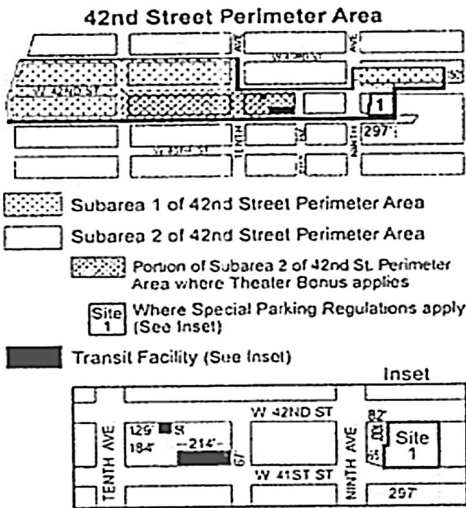 42nd Street Perimeter Area
AVE
AVE
W 43RD ST
W 42ND ST
1
297'
W 41ST ST
TENTH
NINTH
Subarea 1 of 42nd Street Perimeter Area
Subarea 2 of 42nd Street Perimeter Area
Portion of Subarea 2 of 42nd St. Perimeter
Area where Theater Bonus applies
Site
1
Where Special Parking Regulations apply
(See Inset)
Transit Facility (See Inset)
Inset
TENTH AVE
W 42ND ST
NINTH AVE
82'
129'
184'
214'
67'
Site
1
W 41ST ST
297'